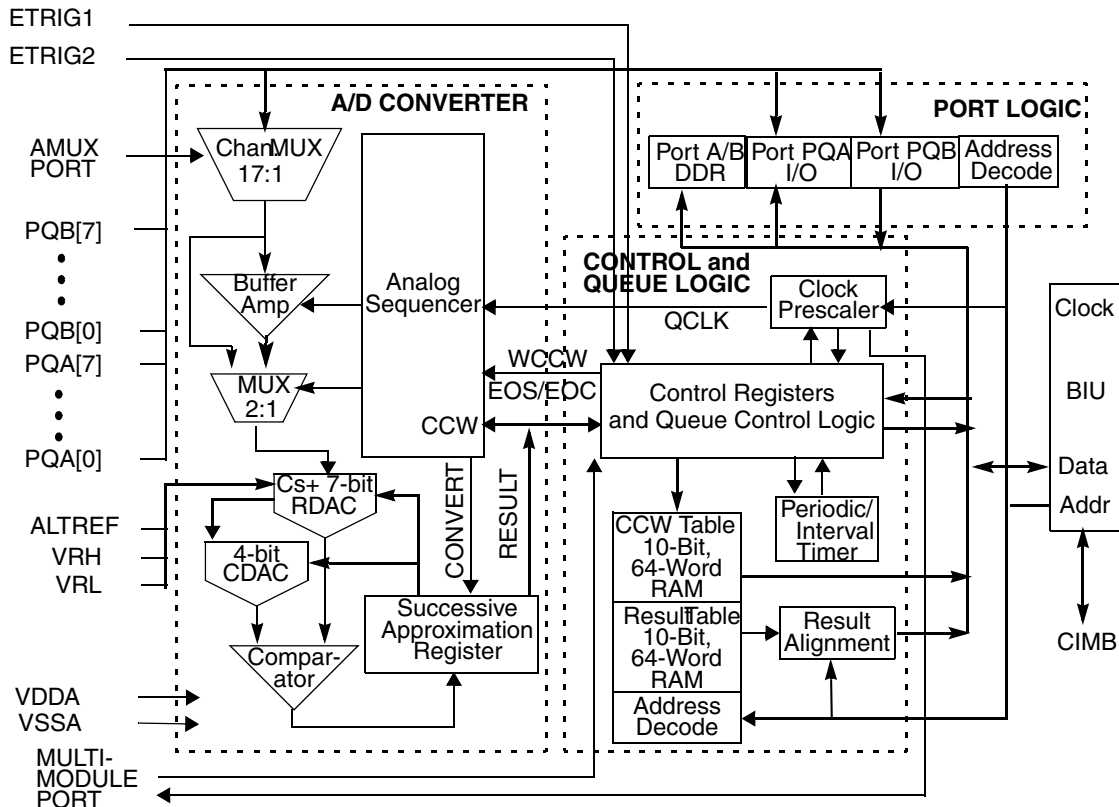 ETRIG1
ETRIG2
A/D CONVERTER
PORT LOGIC
AMUX
PORT
Chan.MUX
17:1
Port A/B
DDR
Port PQA
I/O
Port PQB
I/O
Address
Decode
PQB[7]
PQB[0]
PQA[7]
PQA[0]
Buffer
Amp
Analog
Sequencer
CONTROL and
QUEUE LOGIC
Clock
Prescaler
QCLK
Clock
BIU
Data
Addr
MUX
2:1
WCCW
EOS/EOC
CCW
Control Registers
and Queue Control Logic
Cs+ 7-bit
RDAC
CONVERT
RESULT
ALTREF
VRH
VRL
4-bit
CDAC
CCW Table
10-Bit,
64-Word
RAM
Periodic/
Interval
Timer
Successive
Approximation
Register
ResultTable
10-Bit,
64-Word
RAM
Result
Alignment
CIMB
Compar-
ator
VDDA
VSSA
Address
Decode
MULTI-
MODULE
PORT